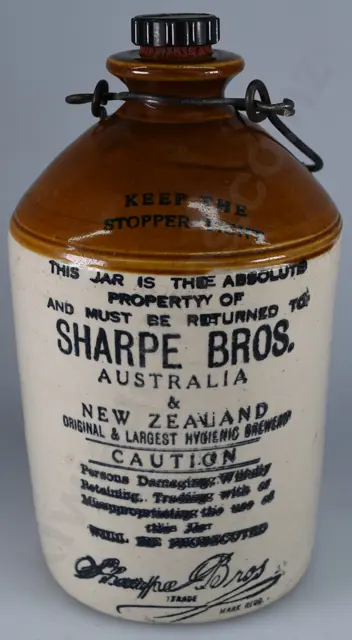 KEEP THE
STOPPER TIGHT
THIS JAR IS THE ABSOLUTE
PROPERTY OF
AND MUST BE RETURNED TO
SHARPE BROS.
AUSTRALIA
&
NEW ZEALAND
ORIGINAL & LARGEST HYGIENIC BREWERY
CAUTION
Persons Damaging, Wilfully
Retaining, Trading with or
Misappropriating the use of
this Jar
WILL BE PROSECUTED
Sharpe Bros
TRADE MARK REGD.